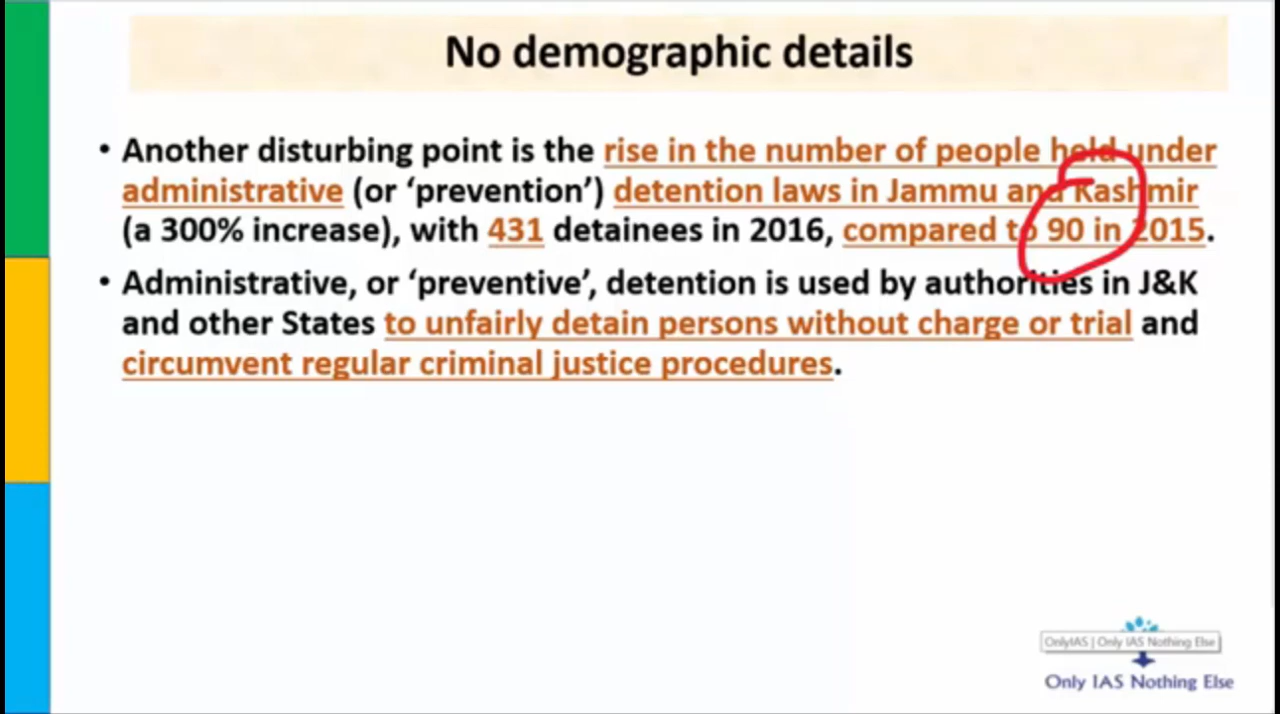 No demographic details
• Another disturbing point is the rise in the number of people held under
administrative (or ‘prevention’) detention laws in Jammu and Kashmir
(a 300% increase), with 431 detainees in 2016, compared to 90 in 2015.
• Administrative, or ‘preventive’, detention is used by authorities in J&K
and other States to unfairly detain persons without charge or trial and
circumvent regular criminal justice procedures.
OnlyIAS | Only IAS Nothing Else
Only IAS Nothing Else